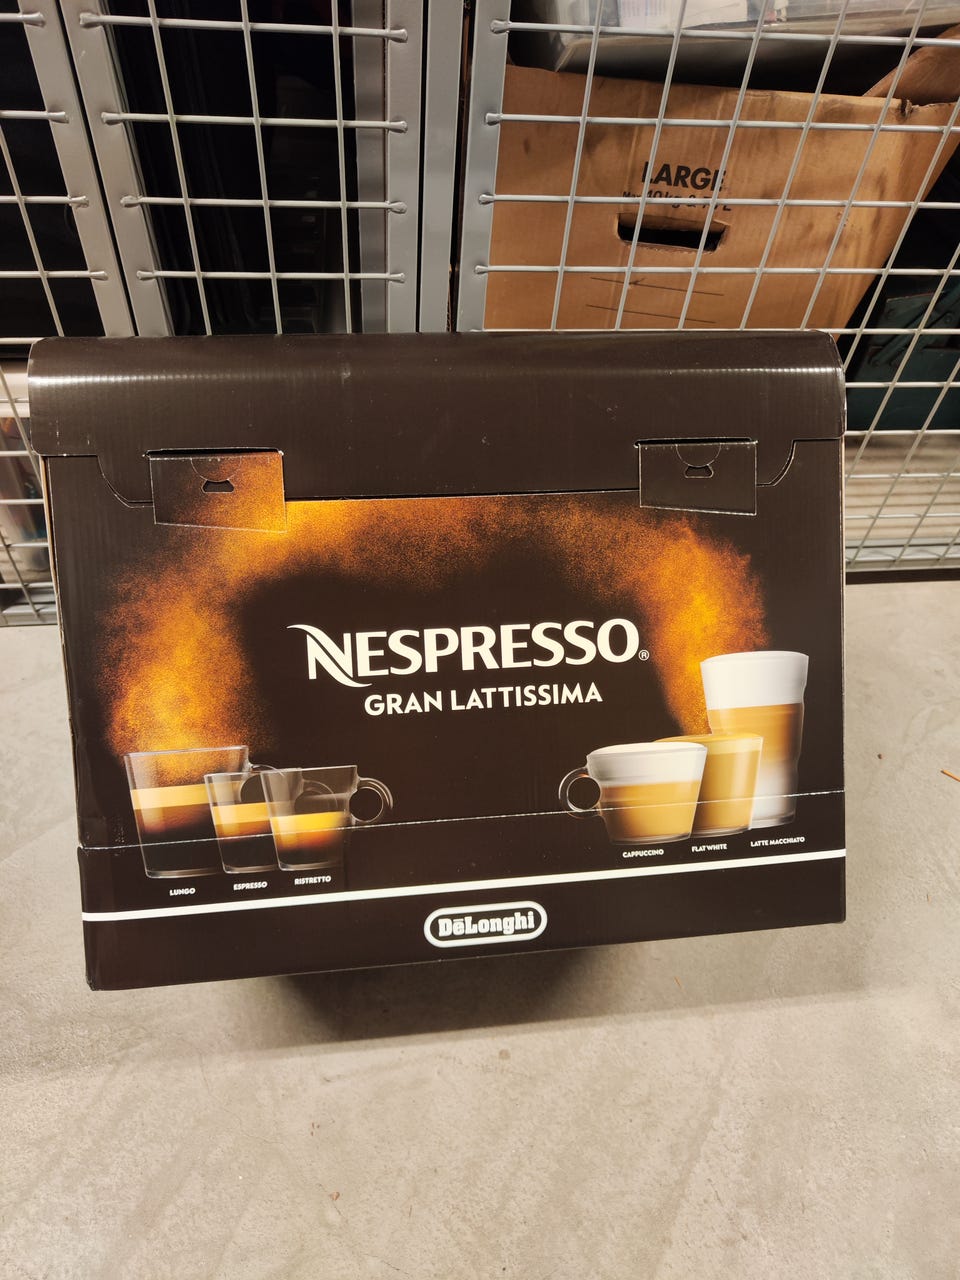 LARGE
NESPRESSO®
GRAN LATTISSIMA
LUNGO
ESPRESSO
RISTRETTO
CAPPUCCINO
FLAT WHITE
LATTE MACCHIATO
DēLonghi